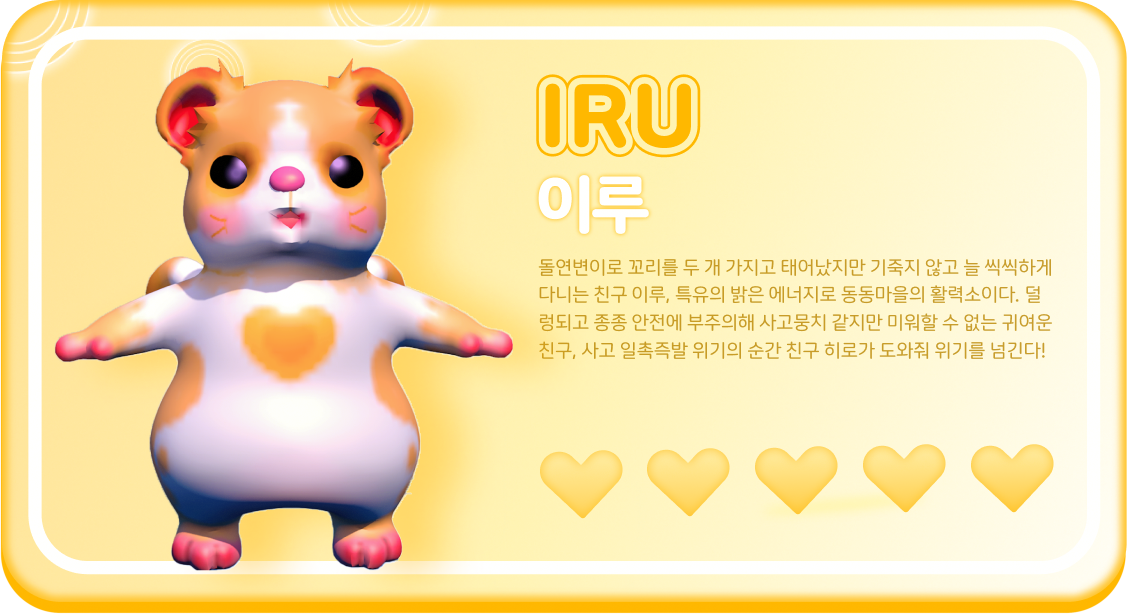 IRU
이루
돌연변이로 꼬리를 두 개 가지고 태어났지만 기죽지 않고 늘 씩씩하게
다니는 친구 이루, 특유의 밝은 에너지로 동동마을의 활력소이다. 덜
렁되고 종종 안전에 부주의해 사고뭉치 같지만 미워할 수 없는 귀여운
친구, 사고 일촉즉발 위기의 순간 친구 히로가 도와줘 위기를 넘긴다!